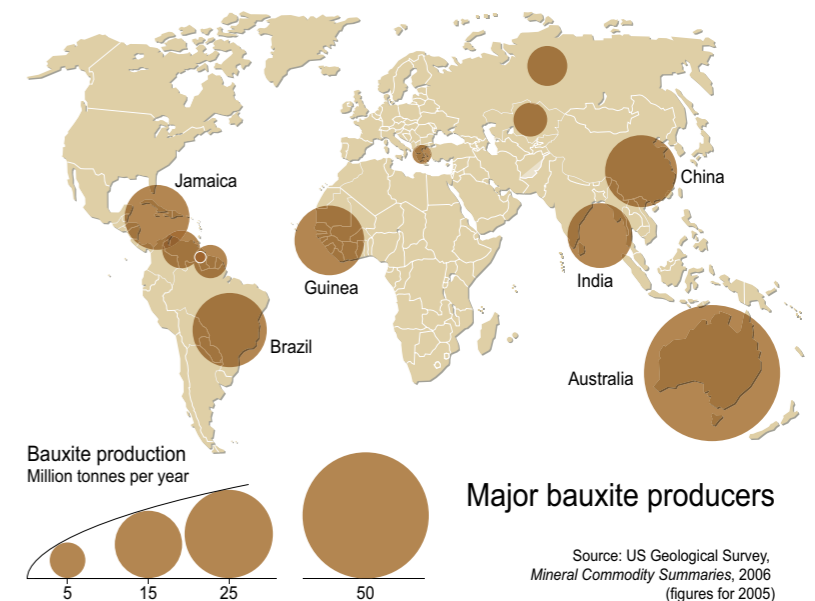 Jamaica
China
Guinea
India
Brazil
Australia
Bauxite production
Million tonnes per year
5 15 25 50
Major bauxite producers
Source: US Geological Survey,
Mineral Commodity Summaries, 2006
(figures for 2005)